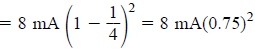 = 8 mA (1 − 1/4)² = 8 mA(0.75)²